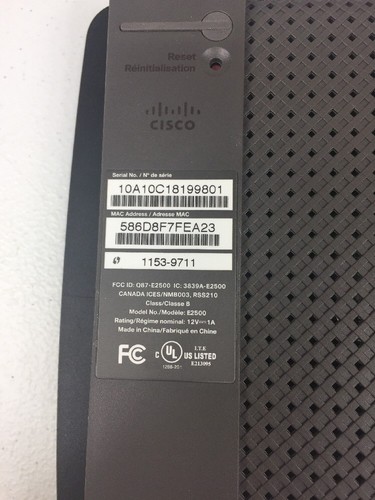 Reset
Réinitialisation
CISCO
Serial No. / N° de série
10A10C18199801
MAC Address / Adresse MAC
586D8F7FEA23
1153-9711
FCC ID: Q87-E2500 IC: 3839A-E2500
CANADA ICES/NMB003, RSS210
Class/Classe B
Model No./Modèle: E2500
Rating/Régime nominal: 12V⎓1A
Made in China/Fabriqué en Chine
FC C UL US LISTED
I.T.E
E213095